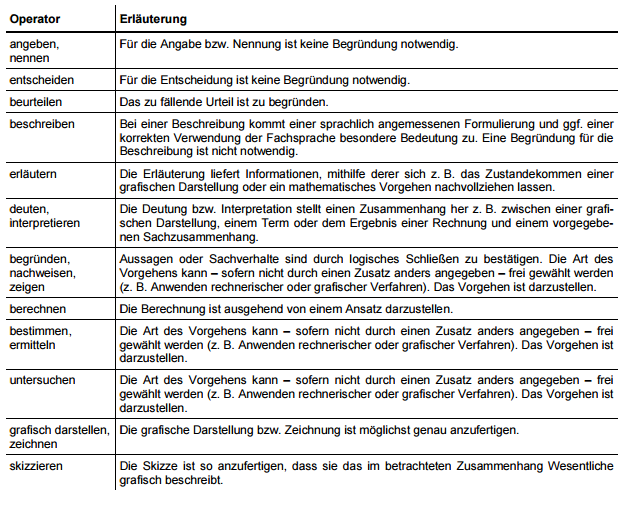 Operator Erläuterung
angeben, Für die Angabe bzw. Nennung ist keine Begründung notwendig.
nennen
entscheiden Für die Entscheidung ist keine Begründung notwendig.
beurteilen Das zu fällende Urteil ist zu begründen.
beschreiben Bei einer Beschreibung kommt einer sprachlich angemessenen Formulierung und ggf. einer
korrekten Verwendung der Fachsprache besondere Bedeutung zu. Eine Begründung für die
Beschreibung ist nicht notwendig.
erläutern Die Erläuterung liefert Informationen, mithilfe derer sich z. B. das Zustandekommen einer
grafischen Darstellung oder ein mathematisches Vorgehen nachvollziehen lassen.
deuten, Die Deutung bzw. Interpretation stellt einen Zusammenhang her z. B. zwischen einer grafi-
interpretieren schen Darstellung, einem Term oder dem Ergebnis einer Rechnung und einem vorgegebe-
nen Sachzusammenhang.
begründen, Aussagen oder Sachverhalte sind durch logisches Schließen zu bestätigen. Die Art des
nachweisen, Vorgehens kann – sofern nicht durch einen Zusatz anders angegeben – frei gewählt werden
zeigen (z. B. Anwenden rechnerischer oder grafischer Verfahren). Das Vorgehen ist darzustellen.
berechnen Die Berechnung ist ausgehend von einem Ansatz darzustellen.
bestimmen, Die Art des Vorgehens kann – sofern nicht durch einen Zusatz anders angegeben – frei
ermitteln gewählt werden (z. B. Anwenden rechnerischer oder grafischer Verfahren). Das Vorgehen ist
darzustellen.
untersuchen Die Art des Vorgehens kann – sofern nicht durch einen Zusatz anders angegeben – frei
gewählt werden (z. B. Anwenden rechnerischer oder grafischer Verfahren). Das Vorgehen ist
darzustellen.
grafisch darstellen, Die grafische Darstellung bzw. Zeichnung ist möglichst genau anzufertigen.
zeichnen
skizzieren Die Skizze ist so anzufertigen, dass sie das im betrachteten Zusammenhang Wesentliche
grafisch beschreibt.